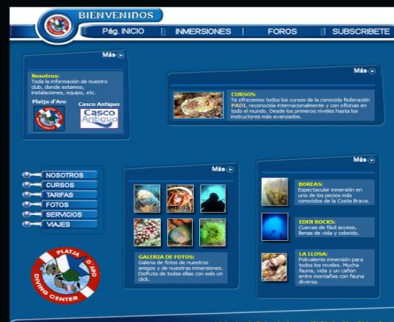 BIENVENIDOS
Pég. INICIO || INMERSIONES | FOROS || SUBSCRIBETE
Más
Nosotros:
Toda la información de nuestro
club, donde estamos,
instalaciones, equipo, etc.
Platja d'Aro
Casco Antiguo
Casco
Antiguo
Más
CURSOS:
Te ofrecemos todos los cursos de la conocida federación
PADI, reconocida internacionalmente y con oficinas en
todo el mundo. Desde los primeros niveles hasta los
instructores más avanzados.
NOSOTROS
CURSOS
TARIFAS
FOTOS
SERVICIOS
VIAJES
PLATJA D'ARO
DIVING CENTER
Más
GALERIA DE FOTOS:
Galeria de fotos de nuestros
amigos y de nuestras inmersiones.
Disfruta de todas ellas con solo un
click.
Más
BOREAS:
Espectacular inmersión en
uno de los pecios más
conocidos de la Costa Brava.
EDER ROCKS:
Cuevas de fácil acceso,
llenas de vida y colorido.
LA LLOSA:
Polivalente inmersión para
todos los niveles. Mucha
fauna, vida y un cañon
entre montañas con fauna
diversa.